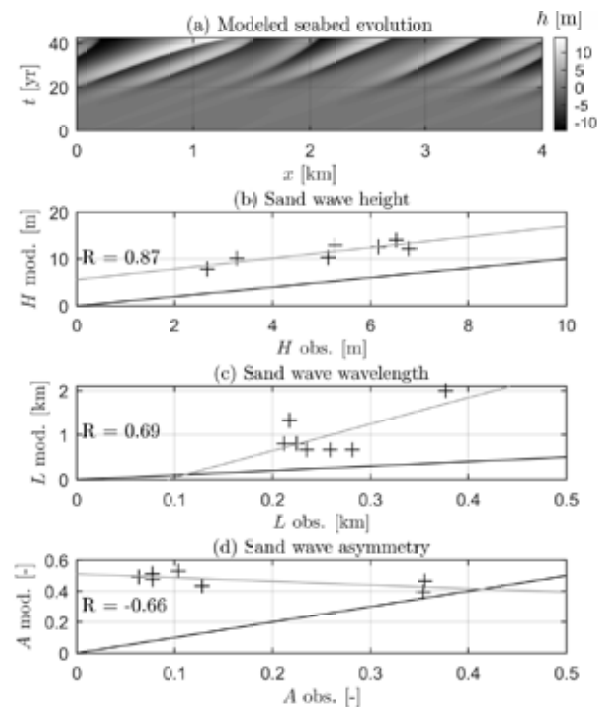 (a) Modeled seabed evolution
h [m]
t [yr]
40
20
0
10
5
0
-5
-10
0 1 2 3 4
x [km]
(b) Sand wave height
H mod. [m]
20
10
0
R = 0.87
0 2 4 6 8 10
H obs. [m]
(c) Sand wave wavelength
L mod. [km]
2
1
0
R = 0.69
0 0.1 0.2 0.3 0.4 0.5
L obs. [km]
(d) Sand wave asymmetry
A mod. [-]
0.6
0.4
0.2
0
R = -0.66
0 0.1 0.2 0.3 0.4 0.5
A obs. [-]